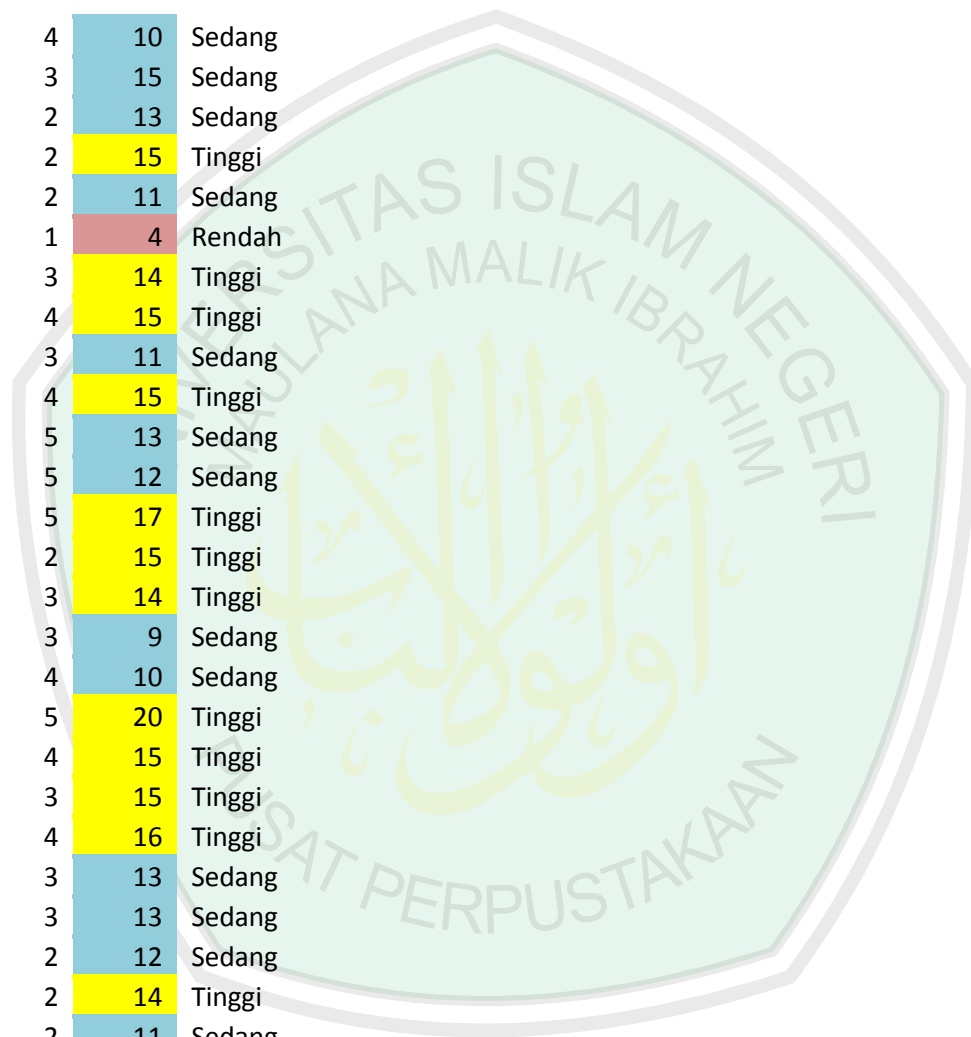 4 10 Sedang
3 15 Sedang
2 13 Sedang
2 15 Tinggi
2 11 Sedang
1 4 Rendah
3 14 Tinggi
4 15 Tinggi
3 11 Sedang
4 15 Tinggi
5 13 Sedang
5 12 Sedang
5 17 Tinggi
2 15 Tinggi
3 14 Tinggi
3 9 Sedang
4 10 Sedang
5 20 Tinggi
4 15 Tinggi
3 15 Tinggi
4 16 Tinggi
3 13 Sedang
3 13 Sedang
2 12 Sedang
2 14 Tinggi
2 11 Sedang
UNIVERSITAS ISLAM NEGERI
MAULANA MALIK IBRAHIM
PUSAT PERPUSTAKAAN